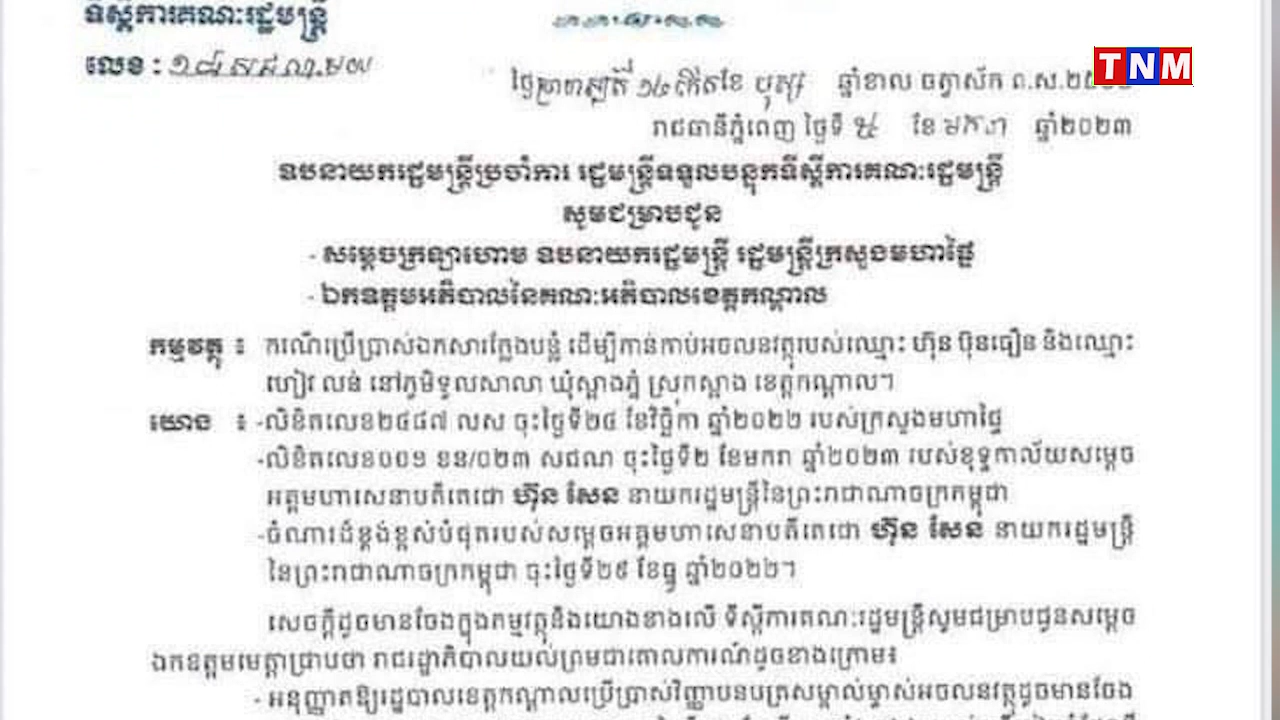 ទីស្តីការគណៈរដ្ឋមន្ត្រី
លេខ : ១៨ សជណ.មយ
TNM
ថ្ងៃព្រហស្បតិ៍ ១៤កើត ខែ បុស្ស ឆ្នាំខាល ចត្វាស័ក ព.ស.
រាជធានីភ្នំពេញ ថ្ងៃទី ៥ ខែ មករា ឆ្នាំ២០២៣
ឧបនាយករដ្ឋមន្ត្រីប្រចាំការ រដ្ឋមន្ត្រីទទួលបន្ទុកទីស្តីការគណៈរដ្ឋមន្ត្រី
សូមជម្រាបជូន
- សម្តេចក្រឡាហោម ឧបនាយករដ្ឋមន្ត្រី រដ្ឋមន្ត្រីក្រសួងមហាផ្ទៃ
- ឯកឧត្តមអភិបាលនៃគណៈអភិបាលខេត្តកណ្តាល
កម្មវត្ថុ ៖ ករណីប្រើប្រាស់ឯកសារក្លែងបន្លំ ដើម្បីកាន់កាប់អចលនវត្ថុរបស់ឈ្មោះ ហ៊ុន ប៊ុនធឿន និងឈ្មោះ
ហៀវ លន់ នៅភូមិទួលសាលា ឃុំស្អាងភ្នំ ស្រុកស្អាង ខេត្តកណ្តាល។
យោង ៖ -លិខិតលេខ២៤៨៧ លស ចុះថ្ងៃទី២៤ ខែវិច្ឆិកា ឆ្នាំ២០២២ របស់ក្រសួងមហាផ្ទៃ
-លិខិតលេខ០០១ ខន/០២៣ សជណ ចុះថ្ងៃទី២ ខែមករា ឆ្នាំ២០២៣ របស់ខុទ្ទកាល័យសម្តេច
អគ្គមហាសេនាបតីតេជោ ហ៊ុន សែន នាយករដ្ឋមន្ត្រីនៃព្រះរាជាណាចក្រកម្ពុជា
-ចំណារដ៏ខ្ពង់ខ្ពស់បំផុតរបស់សម្តេចអគ្គមហាសេនាបតីតេជោ ហ៊ុន សែន នាយករដ្ឋមន្ត្រី
នៃព្រះរាជាណាចក្រកម្ពុជា ចុះថ្ងៃទី២៩ ខែធ្នូ ឆ្នាំ២០២២។
សេចក្តីដូចមានចែងក្នុងកម្មវត្ថុនិងយោងខាងលើ ទីស្តីការគណៈរដ្ឋមន្ត្រីសូមជម្រាបជូនសម្តេច
ឯកឧត្តមមេត្តាជ្រាបថា រាជរដ្ឋាភិបាលយល់ព្រមជាគោលការណ៍ដូចខាងក្រោម៖
- អនុញ្ញាតឱ្យរដ្ឋបាលខេត្តកណ្តាលប្រើប្រាស់វិញ្ញាបនបត្រសម្គាល់ម្ចាស់អចលនវត្ថុដូចមានចែង